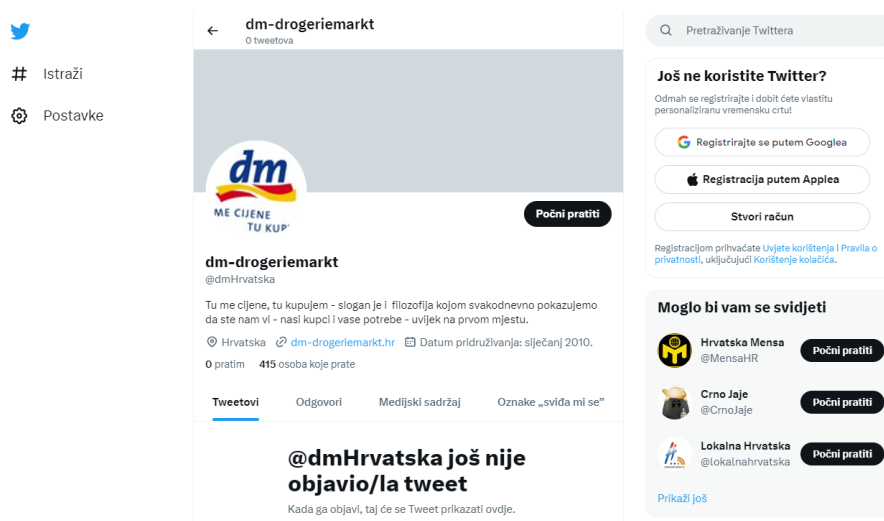 dm-drogeriemarkt
0 tweetova
Pretraživanje Twittera
Istraži
Postavke
Još ne koristite Twitter?
Odmah se registrirajte i dobit ćete vlastitu
personaliziranu vremensku crtu!
Registrirajte se putem Googlea
Registracija putem Applea
Stvori račun
Registracijom prihvaćate Uvjete korištenja i Pravila o
privatnosti, uključujući Korištenje kolačića.
dm
ME CIJENE
TU KUP
Počni pratiti
dm-drogeriemarkt
@dmHrvatska
Tu me cijene, tu kupujem - slogan je i filozofija kojom svakodnevno pokazujemo
da ste nam vi - nasi kupci i vase potrebe - uvijek na prvom mjestu.
Hrvatska dm-drogeriemarkt.hr Datum pridruživanja: siječanj 2010.
0 pratim 415 osoba koje prate
Tweetovi Odgovori Medijski sadržaj Oznake „sviđa mi se”
@dmHrvatska još nije
objavio/la tweet
Kada ga objavi, taj će se Tweet prikazati ovdje.
Moglo bi vam se svidjeti
Hrvatska Mensa
@MensaHR
Počni pratiti
Crno Jaje
@CrnoJaje
Počni pratiti
Lokalna Hrvatska
@lokalnahrvatska
Počni pratiti
Prikaži još